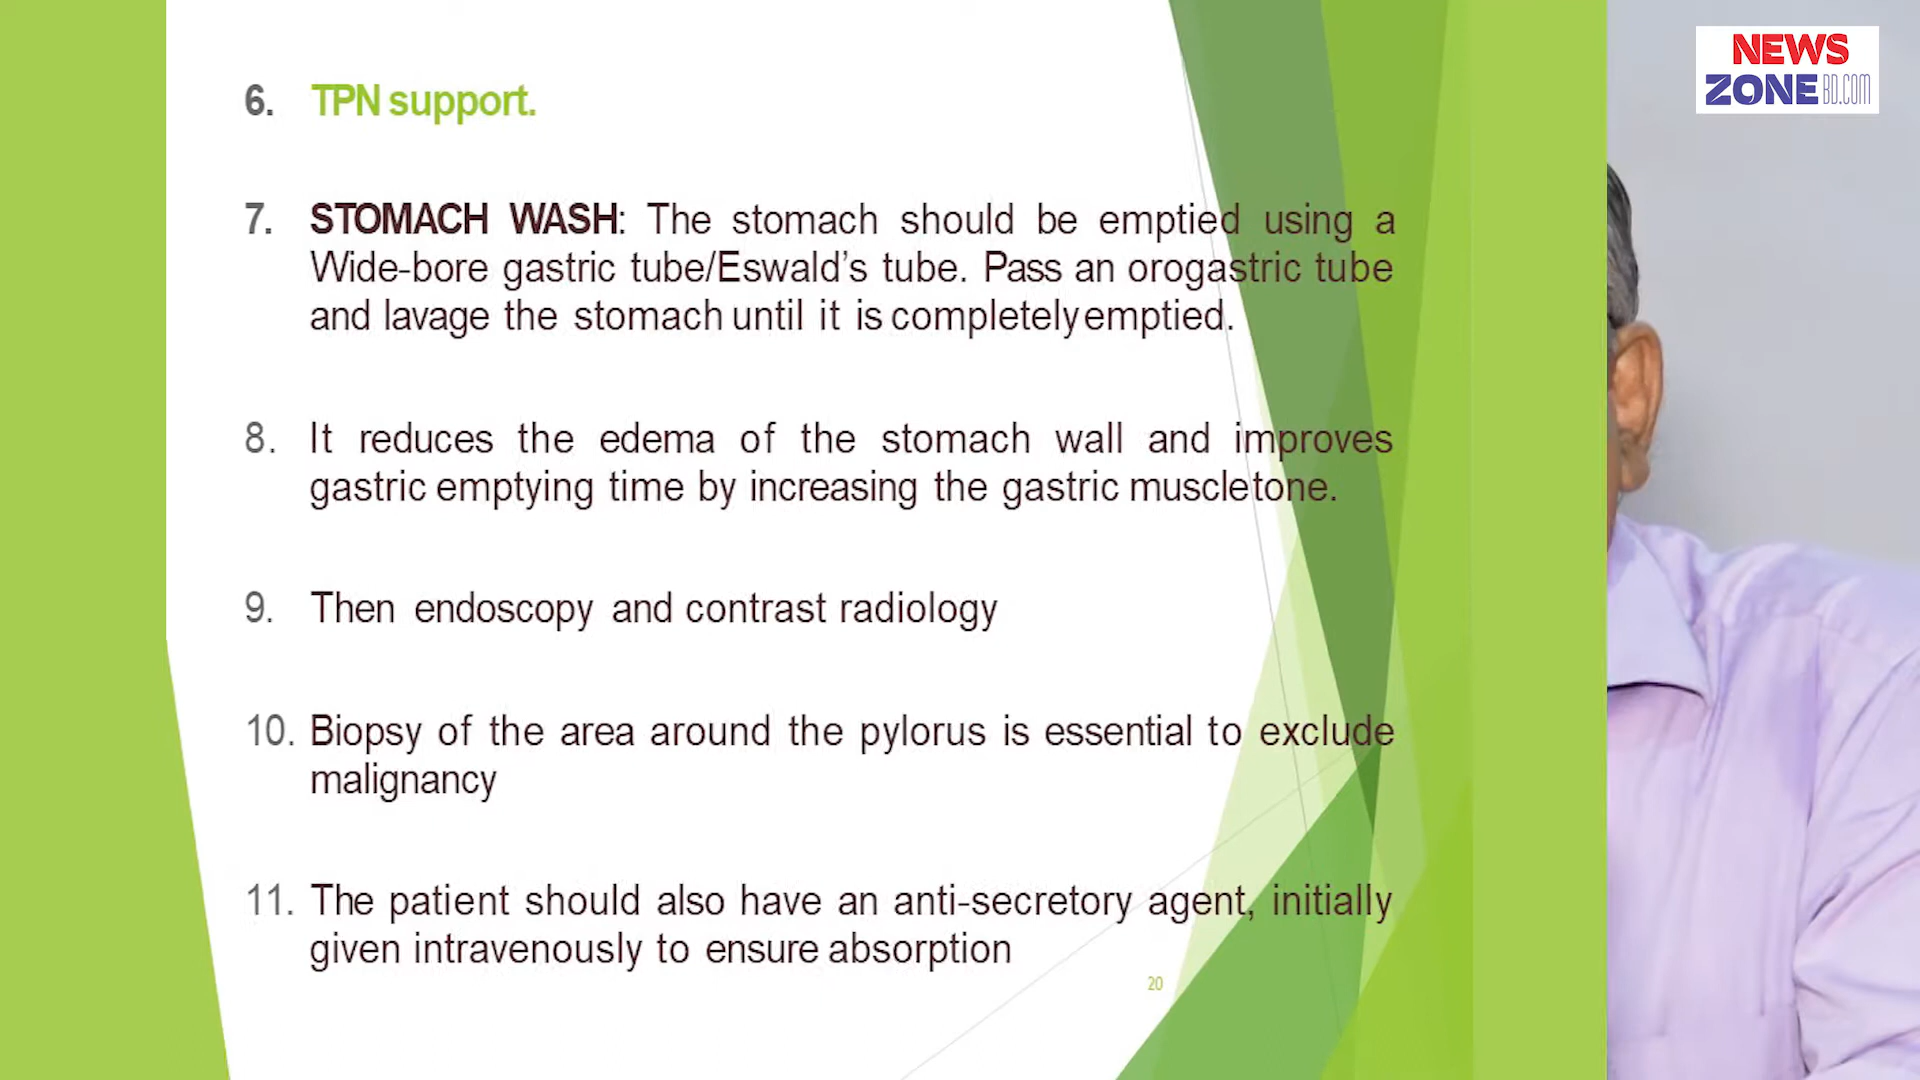 NEWS
ZONE BD.COM
6. TPN support.
7. STOMACH WASH: The stomach should be emptied using a
Wide-bore gastric tube/Eswald’s tube. Pass an orogastric tube
and lavage the stomach until it is completely emptied.
8. It reduces the edema of the stomach wall and improves
gastric emptying time by increasing the gastric muscle tone.
9. Then endoscopy and contrast radiology
10. Biopsy of the area around the pylorus is essential to exclude
malignancy
11. The patient should also have an anti-secretory agent, initially
given intravenously to ensure absorption
20